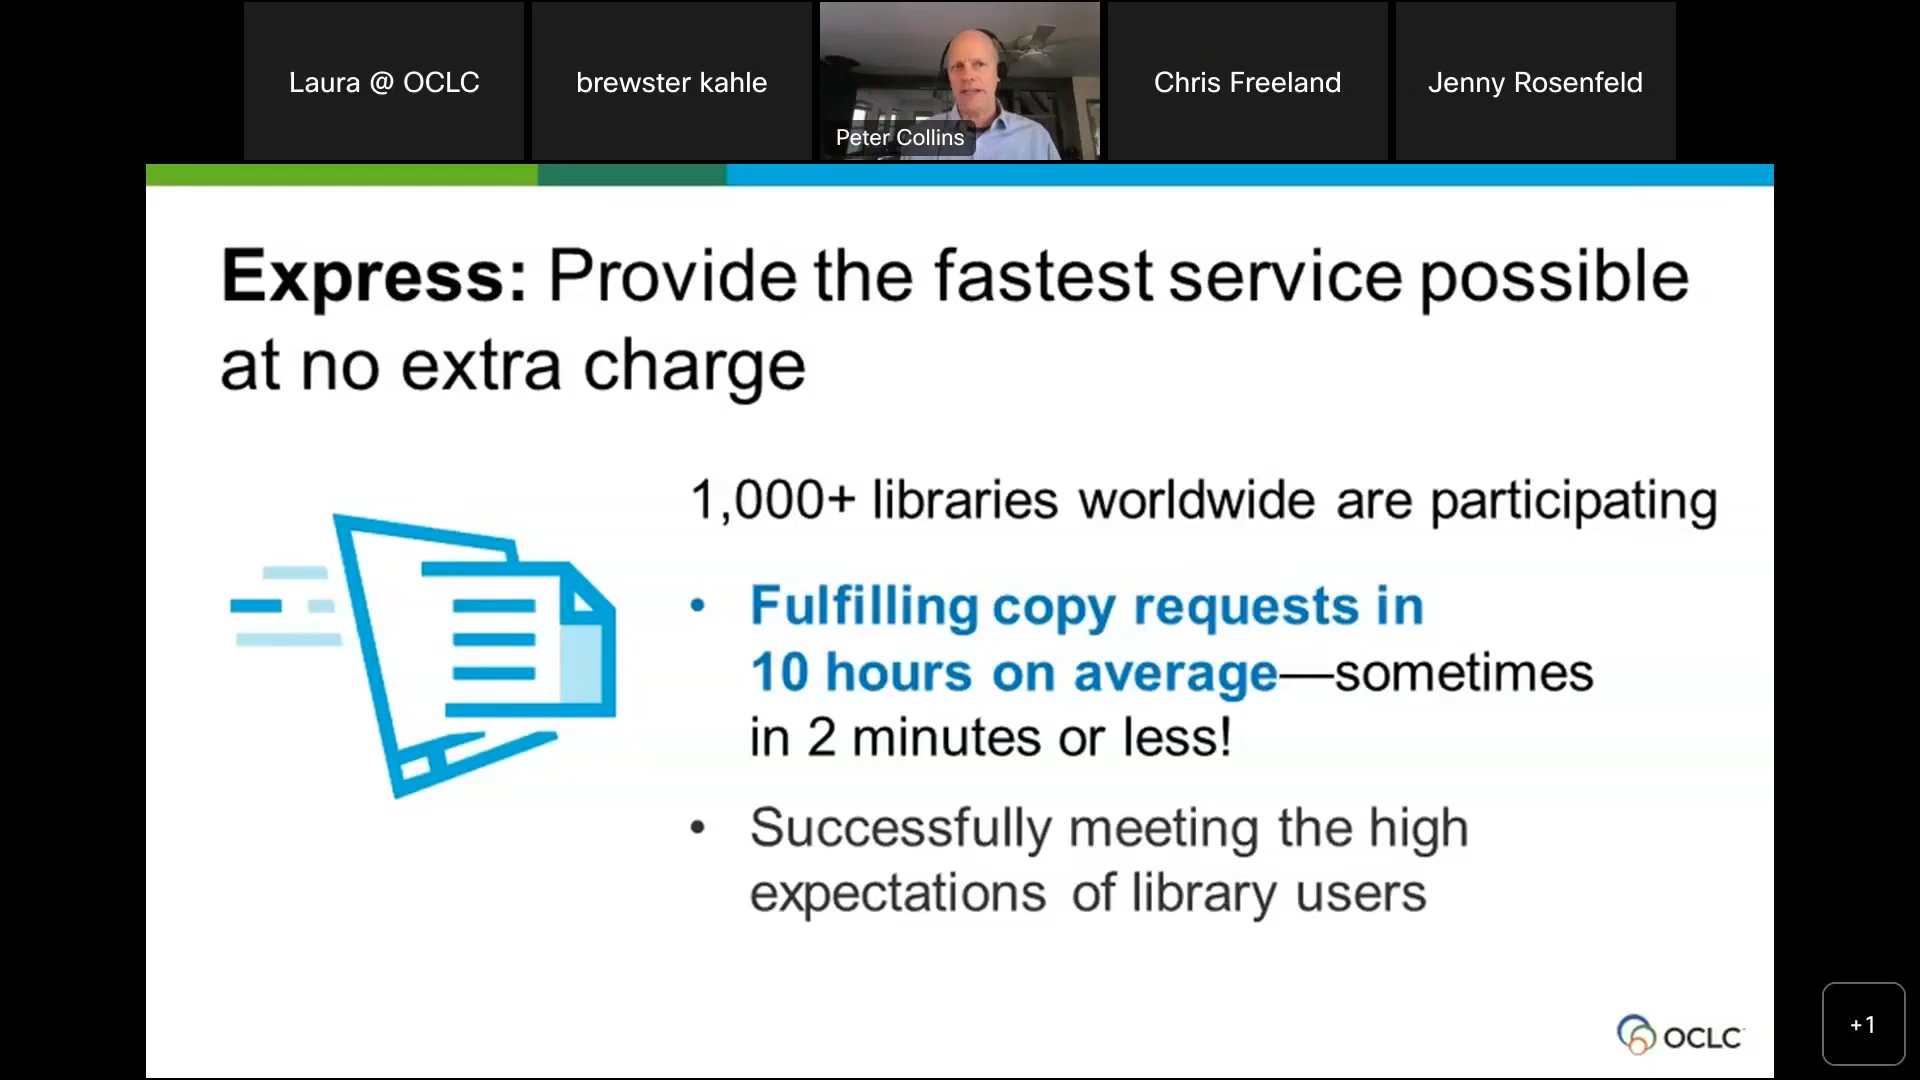 Laura @ OCLC
brewster kahle
Peter Collins
Chris Freeland
Jenny Rosenfeld
Express: Provide the fastest service possible
at no extra charge
1,000+ libraries worldwide are participating
• Fulfilling copy requests in
10 hours on average—sometimes
in 2 minutes or less!
• Successfully meeting the high
expectations of library users
OCLC
+1